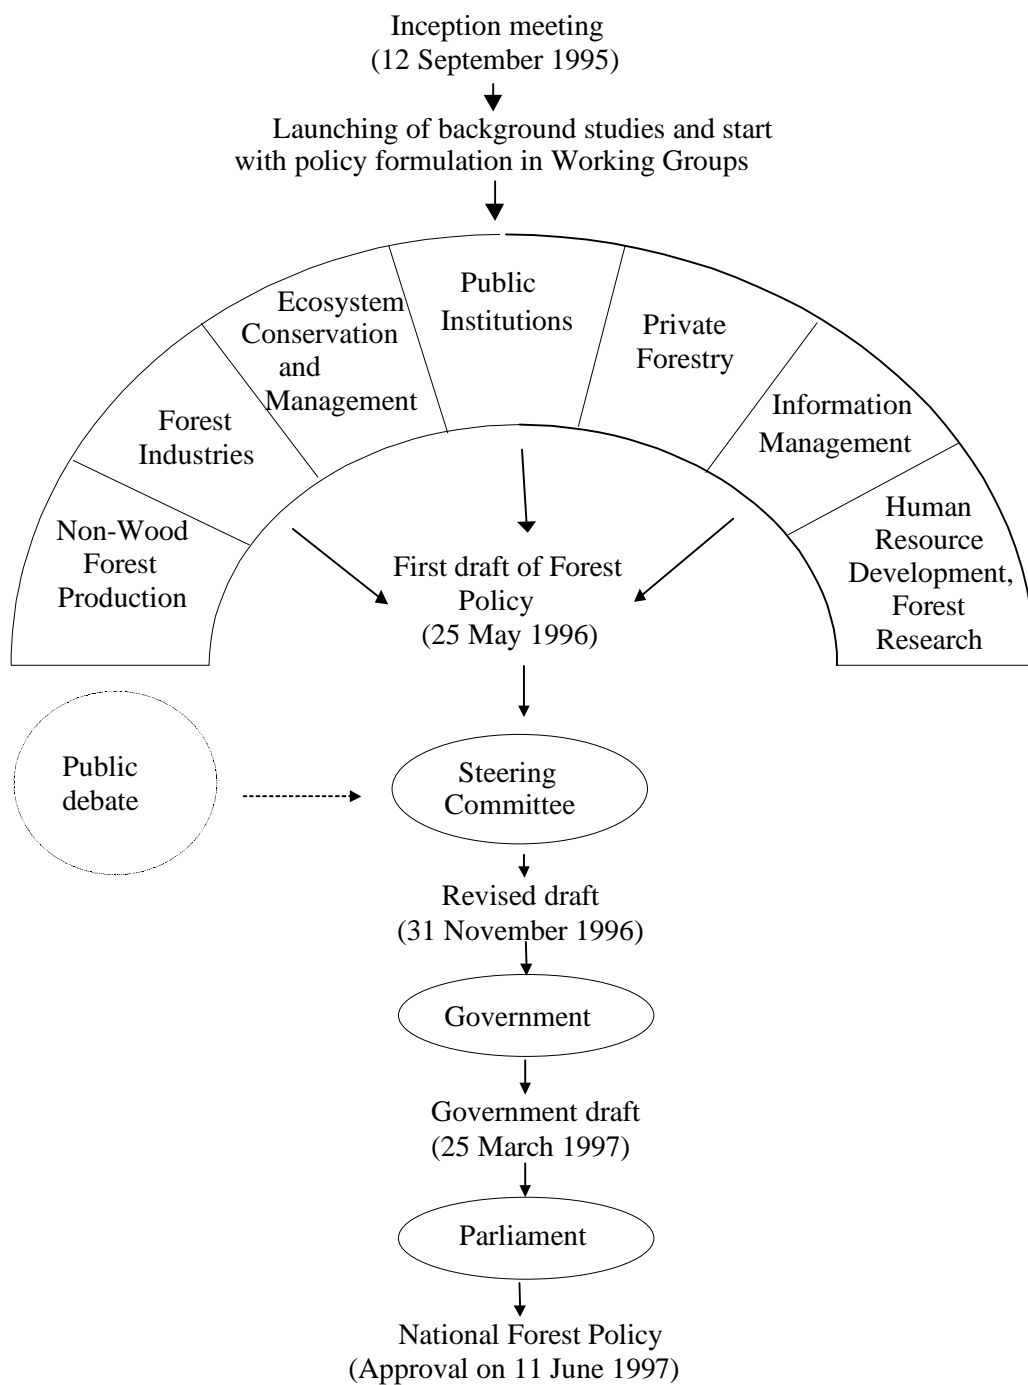 Inception meeting
(12 September 1995)
Launching of background studies and start
with policy formulation in Working Groups
Public
Institutions
Ecosystem
Conservation
and
Management
Private
Forestry
Forest
Industries
Information
Management
Non-Wood
Forest
Production
Human
Resource
Development,
Forest
Research
First draft of Forest
Policy
(25 May 1996)
Public
debate
Steering
Committee
Revised draft
(31 November 1996)
Government
Government draft
(25 March 1997)
Parliament
National Forest Policy
(Approval on 11 June 1997)